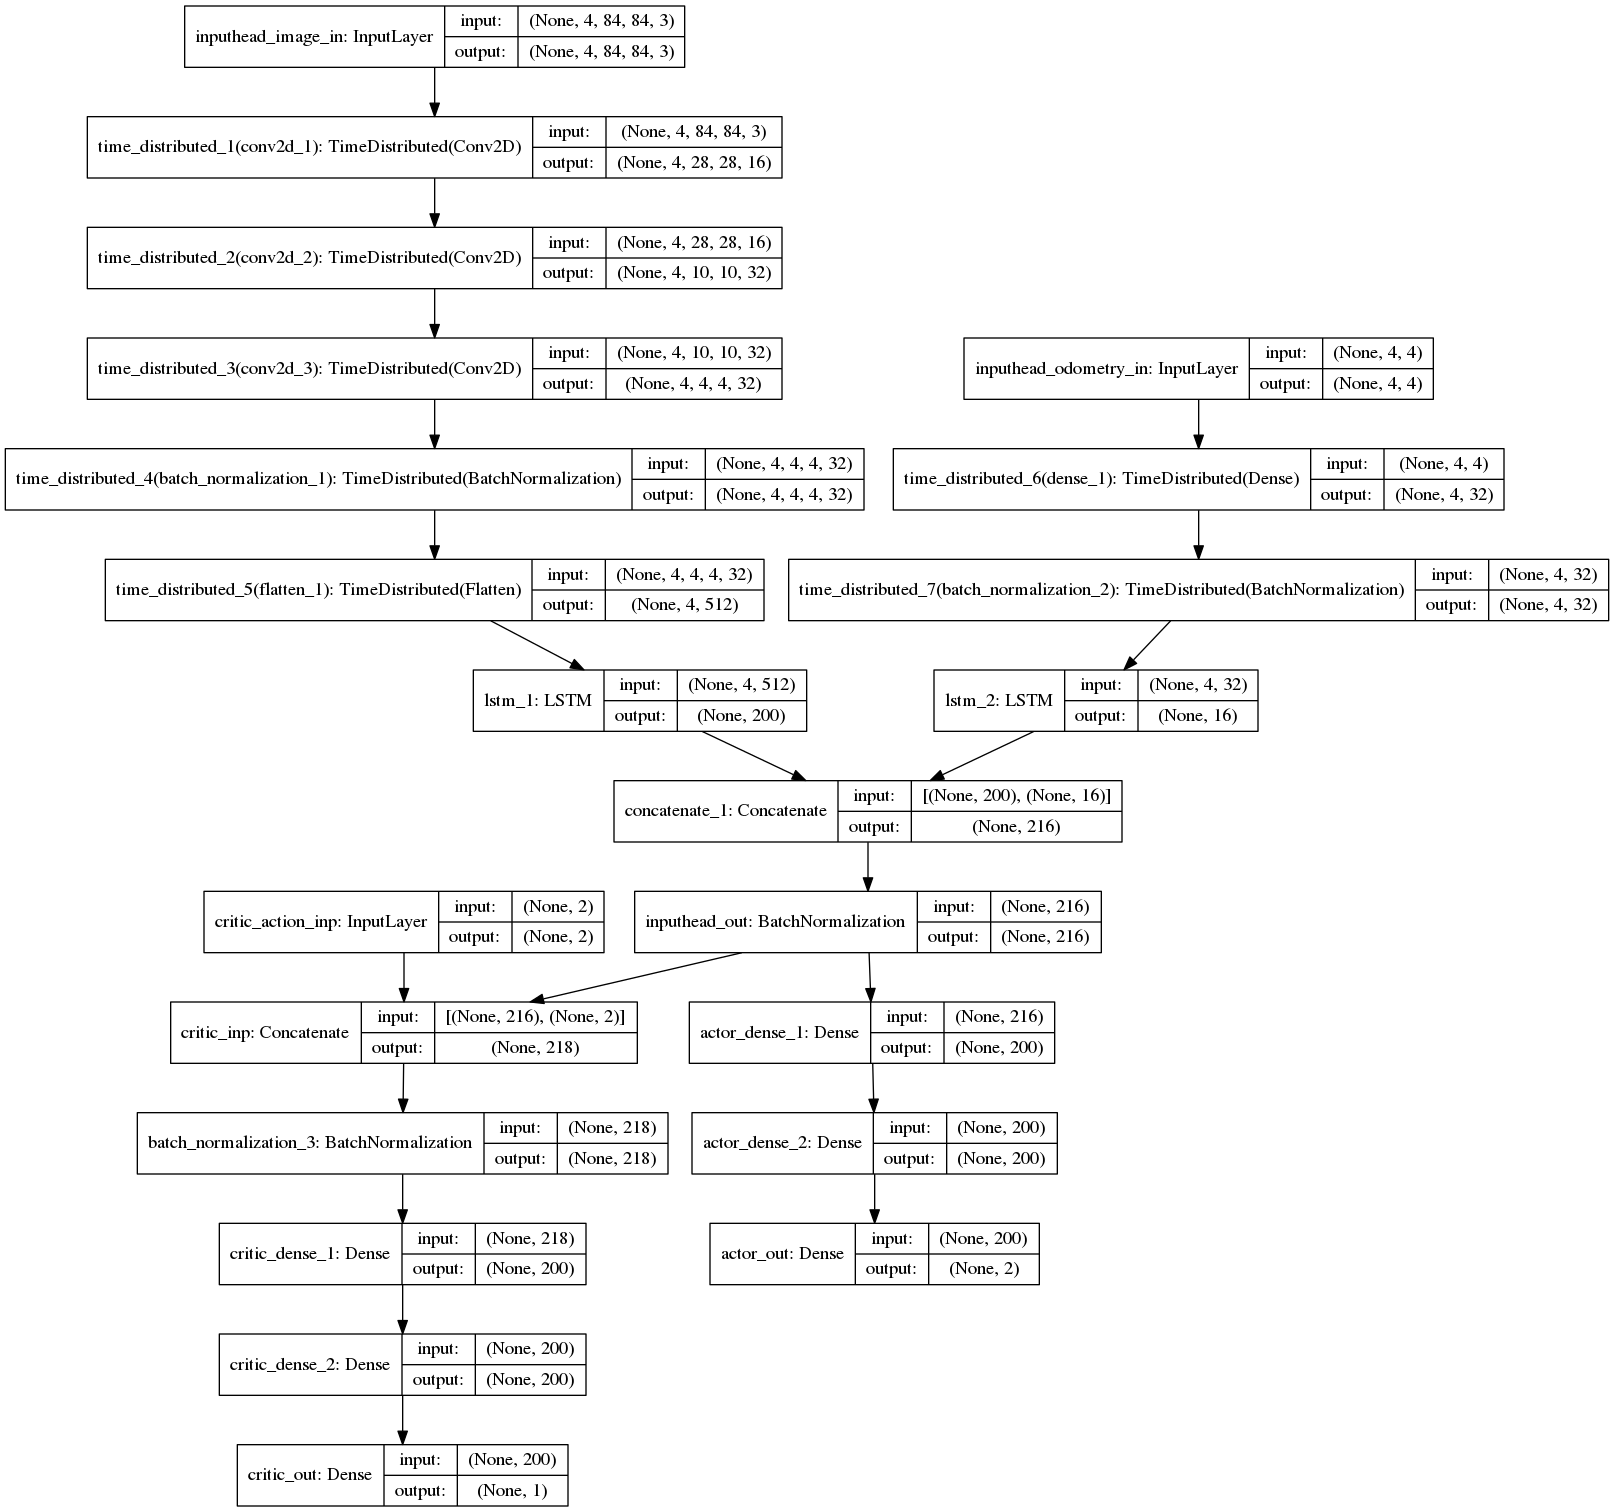 inputhead_image_in: InputLayer
input: (None, 4, 84, 84, 3)
output: (None, 4, 84, 84, 3)
time_distributed_1(conv2d_1): TimeDistributed(Conv2D)
input: (None, 4, 84, 84, 3)
output: (None, 4, 28, 28, 16)
time_distributed_2(conv2d_2): TimeDistributed(Conv2D)
input: (None, 4, 28, 28, 16)
output: (None, 4, 10, 10, 32)
time_distributed_3(conv2d_3): TimeDistributed(Conv2D)
input: (None, 4, 10, 10, 32)
output: (None, 4, 4, 4, 32)
inputhead_odometry_in: InputLayer
input: (None, 4, 4)
output: (None, 4, 4)
time_distributed_4(batch_normalization_1): TimeDistributed(BatchNormalization)
input: (None, 4, 4, 4, 32)
output: (None, 4, 4, 4, 32)
time_distributed_6(dense_1): TimeDistributed(Dense)
input: (None, 4, 4)
output: (None, 4, 32)
time_distributed_5(flatten_1): TimeDistributed(Flatten)
input: (None, 4, 4, 4, 32)
output: (None, 4, 512)
time_distributed_7(batch_normalization_2): TimeDistributed(BatchNormalization)
input: (None, 4, 32)
output: (None, 4, 32)
lstm_1: LSTM
input: (None, 4, 512)
output: (None, 200)
lstm_2: LSTM
input: (None, 4, 32)
output: (None, 16)
concatenate_1: Concatenate
input: [(None, 200), (None, 16)]
output: (None, 216)
critic_action_inp: InputLayer
input: (None, 2)
output: (None, 2)
inputhead_out: BatchNormalization
input: (None, 216)
output: (None, 216)
critic_inp: Concatenate
input: [(None, 216), (None, 2)]
output: (None, 218)
actor_dense_1: Dense
input: (None, 216)
output: (None, 200)
batch_normalization_3: BatchNormalization
input: (None, 218)
output: (None, 218)
actor_dense_2: Dense
input: (None, 200)
output: (None, 200)
critic_dense_1: Dense
input: (None, 218)
output: (None, 200)
actor_out: Dense
input: (None, 200)
output: (None, 2)
critic_dense_2: Dense
input: (None, 200)
output: (None, 200)
critic_out: Dense
input: (None, 200)
output: (None, 1)